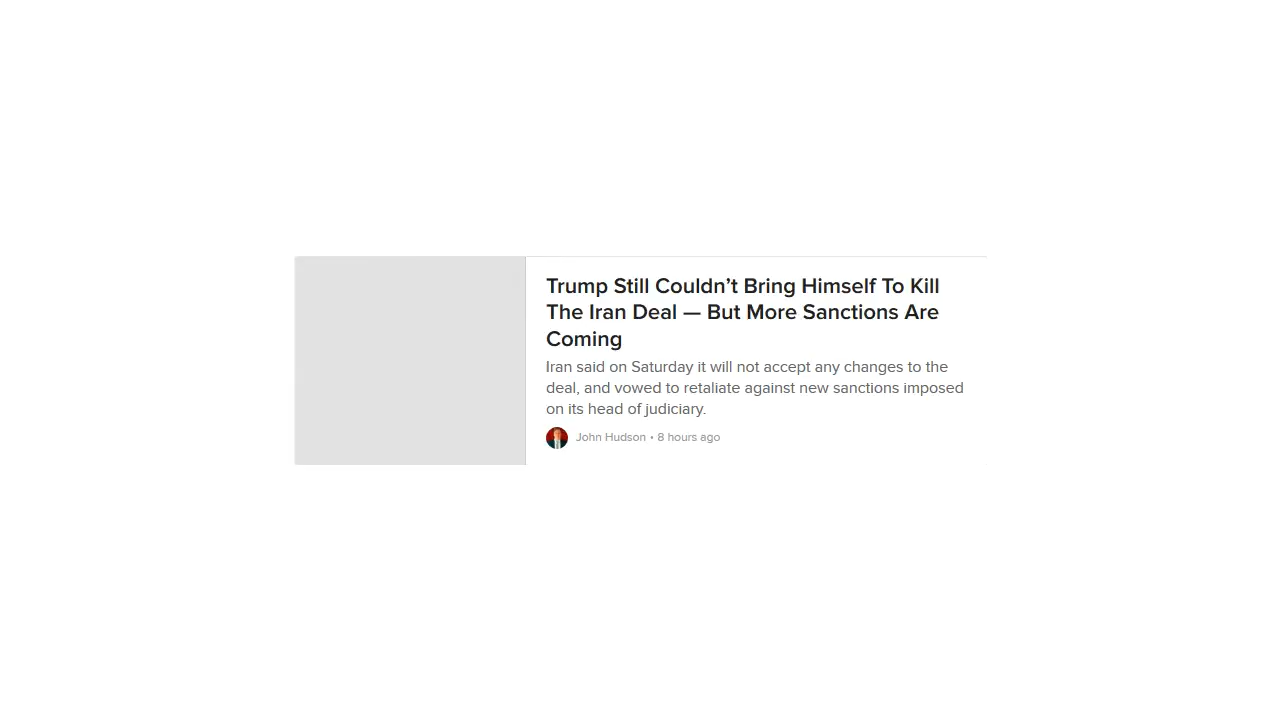 Trump Still Couldn’t Bring Himself To Kill
The Iran Deal — But More Sanctions Are
Coming
Iran said on Saturday it will not accept any changes to the
deal, and vowed to retaliate against new sanctions imposed
on its head of judiciary.
John Hudson • 8 hours ago